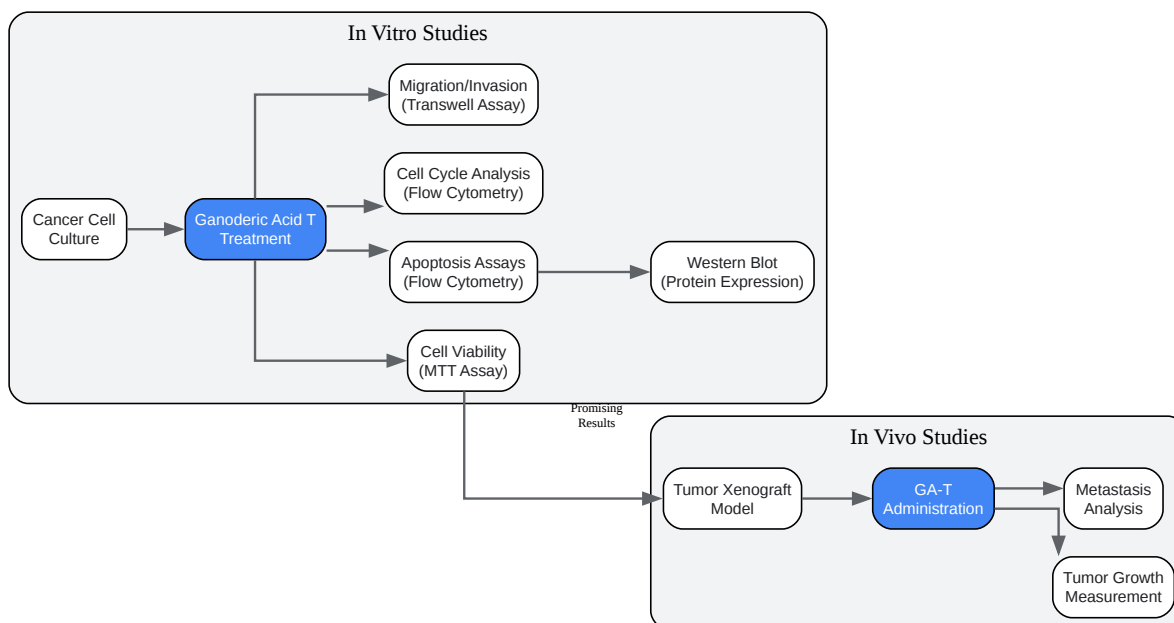 In Vitro Studies
Migration/Invasion
(Transwell Assay)
Cell Cycle Analysis
(Flow Cytometry)
Cancer Cell
Culture
Ganoderic Acid T
Treatment
Apoptosis Assays
(Flow Cytometry)
Western Blot
(Protein Expression)
Cell Viability
(MTT Assay)
Promising
Results
In Vivo Studies
Tumor Xenograft
Model
GA-T
Administration
Metastasis
Analysis
Tumor Growth
Measurement